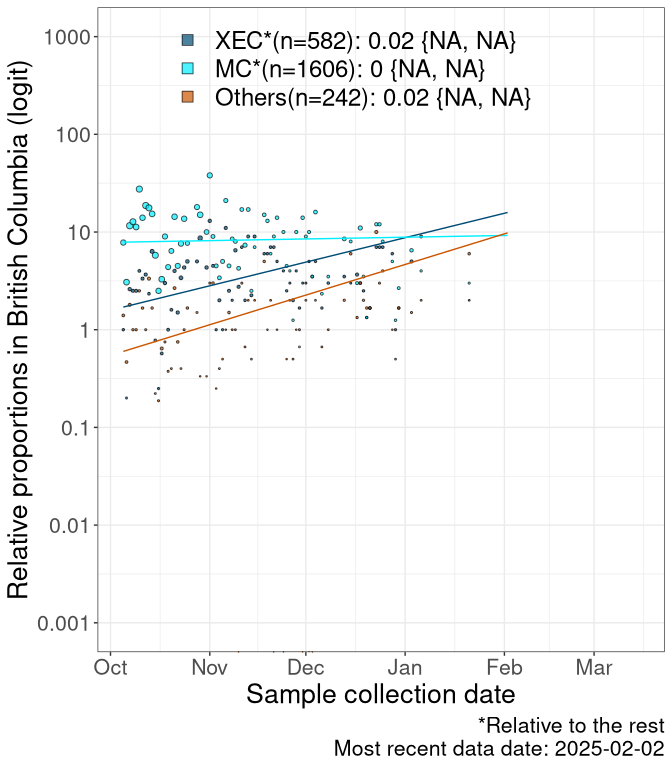 XEC*(n=582): 0.02 {NA, NA}
MC*(n=1606): 0 {NA, NA}
Others(n=242): 0.02 {NA, NA}
Relative proportions in British Columbia (logit)
1000
100
10
1
0.1
0.01
0.001
Oct Nov Dec Jan Feb Mar
Sample collection date
*Relative to the rest
Most recent data date: 2025-02-02